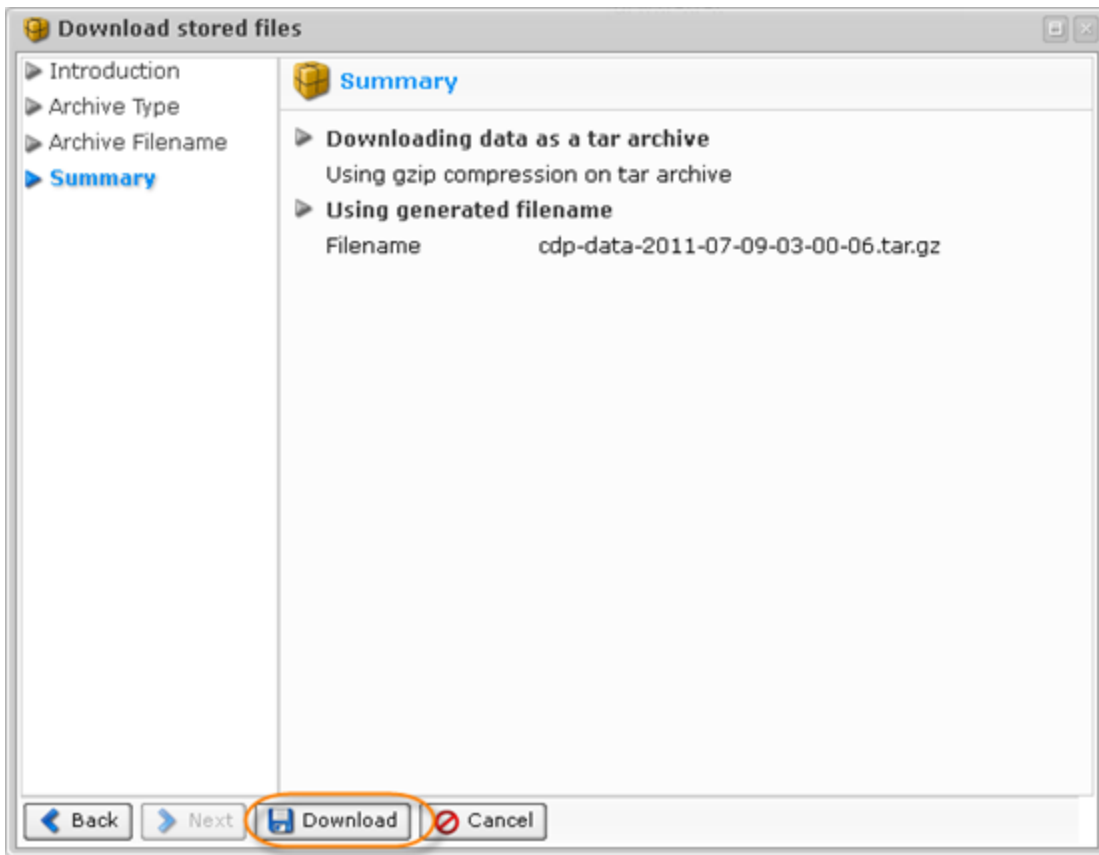 Download stored files
Introduction
Archive Type
Archive Filename
Summary
Summary
Downloading data as a tar archive
Using gzip compression on tar archive
Using generated filename
Filename cdp-data-2011-07-09-03-00-06.tar.gz
Back Next Download Cancel